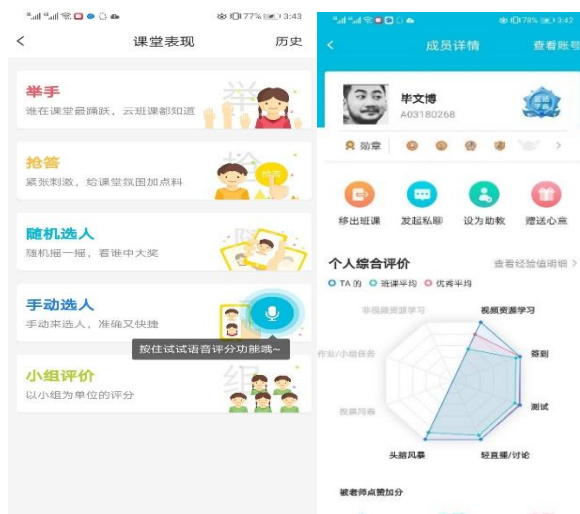 77% 3:43
课堂表现
历史
举手
谁在课堂最踊跃，云班课都知道
抢答
紧张刺激，给课堂氛围加点料
随机选人
随机摇一摇，看谁中大奖
手动选人
手动来选人，准确又快捷
按住试试语音评分功能哦~
小组评价
以小组为单位的评分
78% 3:42
成员详情
查看账号
毕文博
A03180268
勋章
移出班课
发起私聊
设为助教
赠送心意
个人综合评价
查看经验值明细
TA 的 班课平均 优秀平均
非视频资源学习
视频资源学习
作业/小组任务
签到
投票问卷
测试
头脑风暴
轻直播/讨论
被老师点赞加分